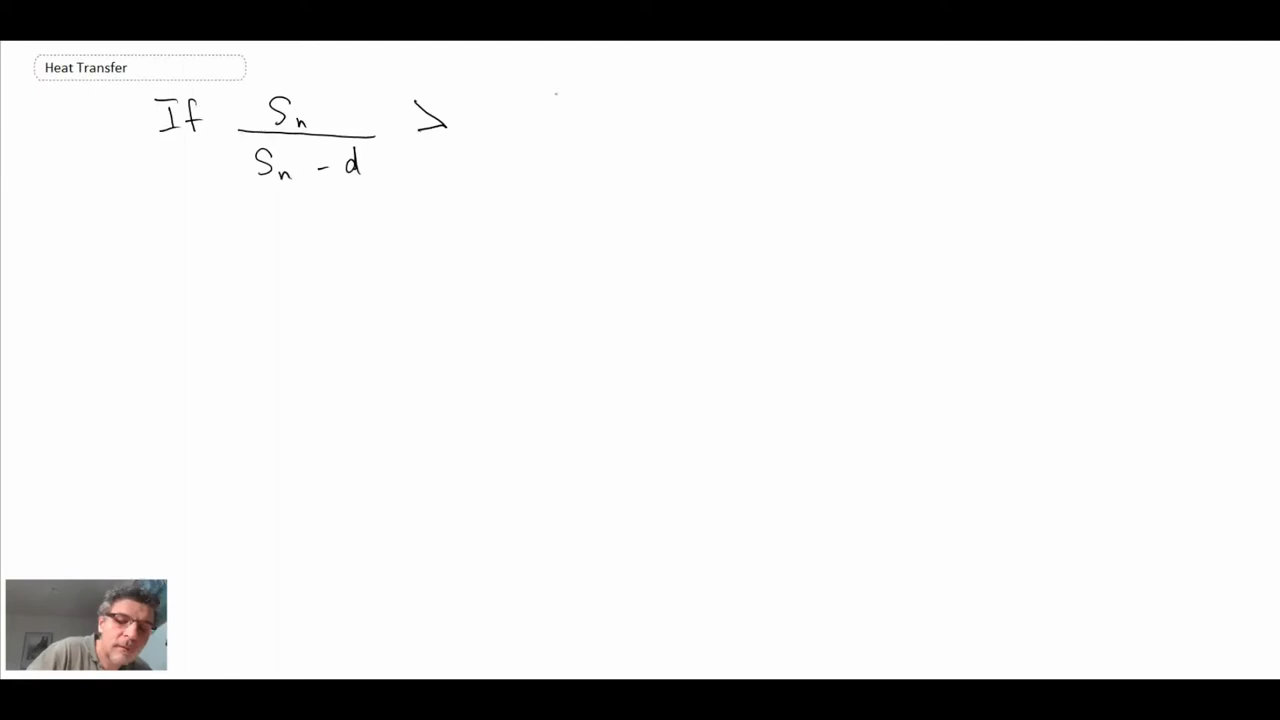 Heat Transfer
If Sₙ / (Sₙ - d) >